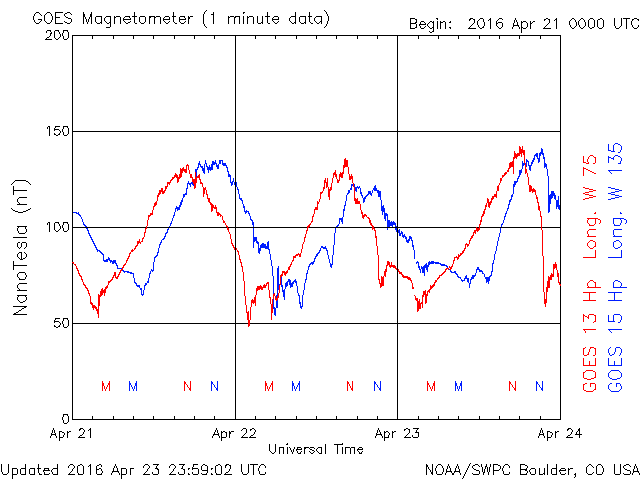 GOES Magnetometer (1 minute data)
Begin: 2016 Apr 21 0000 UTC
200
150
100
50
0
NanoTesla (nT)
M M N N M M N N M M N N
Apr 21 Apr 22 Apr 23 Apr 24
Universal Time
GOES 13 Hp Long. W 75
GOES 15 Hp Long. W 135
Updated 2016 Apr 23 23:59:02 UTC
NOAA/SWPC Boulder, CO USA